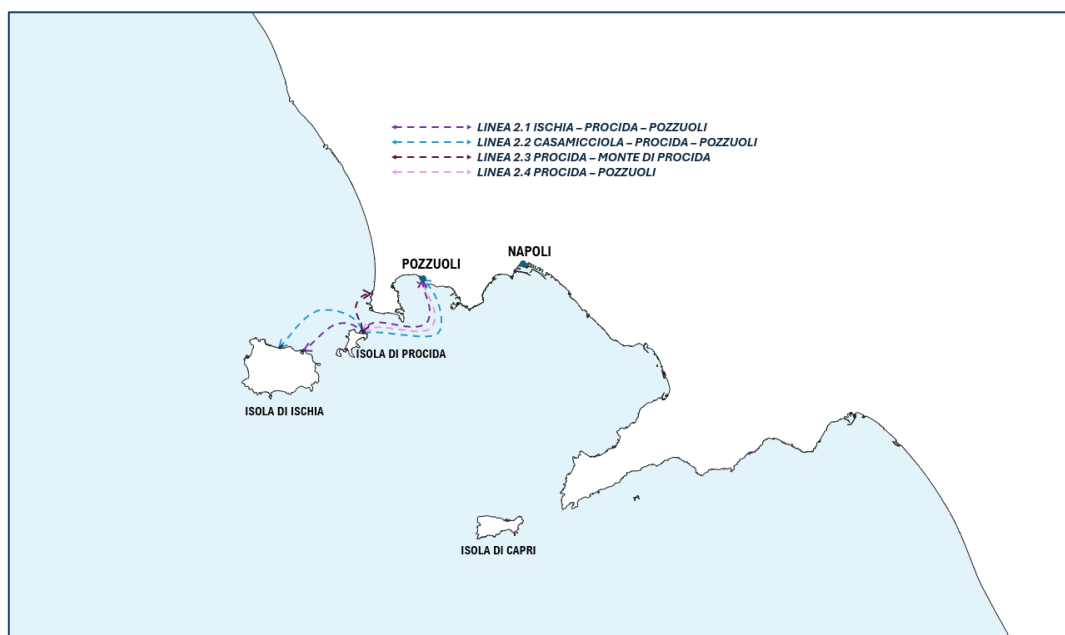 LINEA 2.1 ISCHIA – PROCIDA – POZZUOLI
LINEA 2.2 CASAMICCIOLA – PROCIDA – POZZUOLI
LINEA 2.3 PROCIDA – MONTE DI PROCIDA
LINEA 2.4 PROCIDA – POZZUOLI
NAPOLI
POZZUOLI
ISOLA DI PROCIDA
ISOLA DI ISCHIA
ISOLA DI CAPRI